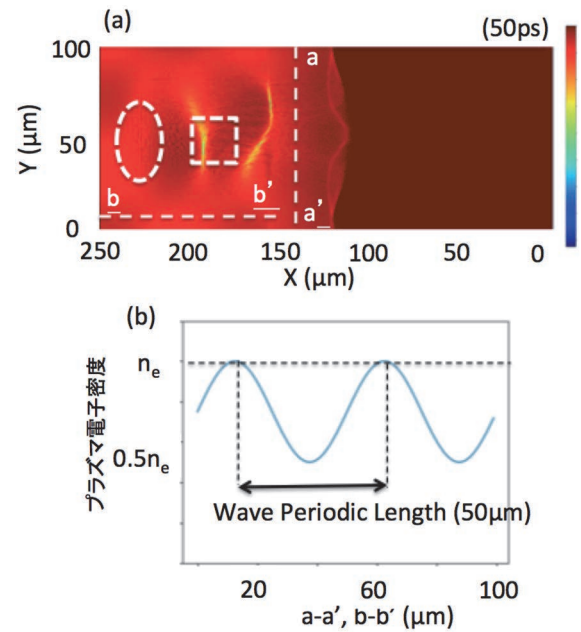 (a)
(50ps)
100
50
0
Y (μm)
a
b
b’
a’
250
200
150
100
50
0
X (μm)
(b)
プラズマ電子密度
ne
0.5ne
Wave Periodic Length (50μm)
20
60
100
a-a’, b-b′ (μm)